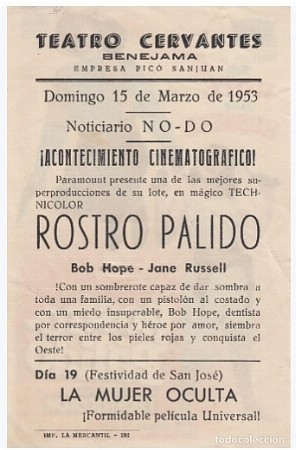 TEATRO CERVANTES
BENEJAMA
EMPRESA PICÓ SANJUAN
Domingo 15 de Marzo de 1953
Noticiario NO-DO
¡ACONTECIMIENTO CINEMATOGRAFICO!
Paramount presente una de las mejores su-
perproducciones de su lote, en mágico TECH-
NICOLOR
ROSTRO PALIDO
Bob Hope - Jane Russell
!Con un sombrerote capaz de dar sombra a
toda una familia, con un pistolón al costado y
con un miedo insuperable, Bob Hope, dentista
por correspondencia y héroe por amor, siembra
el terror entre los pieles rojas y conquista el
Oeste!
Día 19 (Festividad de San José)
LA MUJER OCULTA
¡Formidable película Universal!
IMP. LA MERCANTIL -
todocoleccion